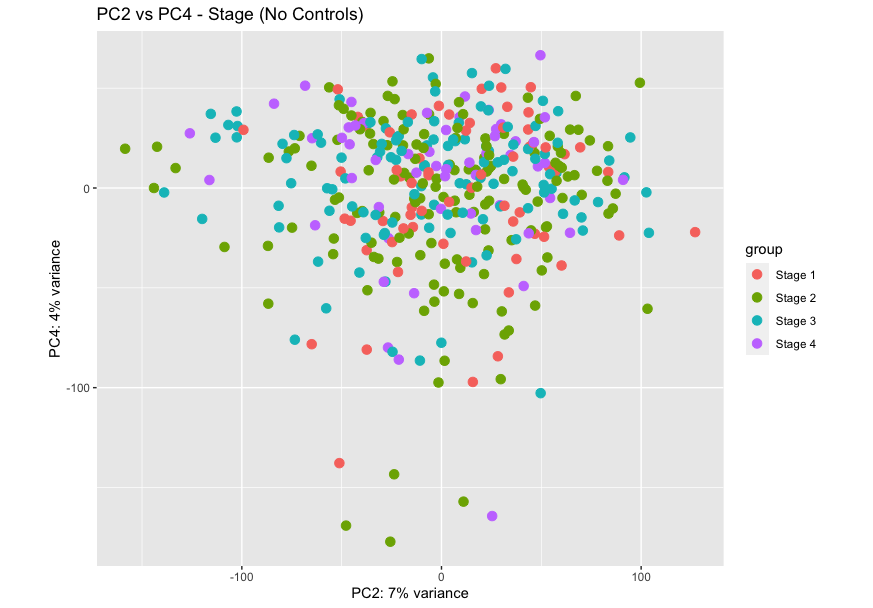 PC2 vs PC4 - Stage (No Controls)
0
-100
PC4: 4% variance
-100
0
100
PC2: 7% variance
group
Stage 1
Stage 2
Stage 3
Stage 4